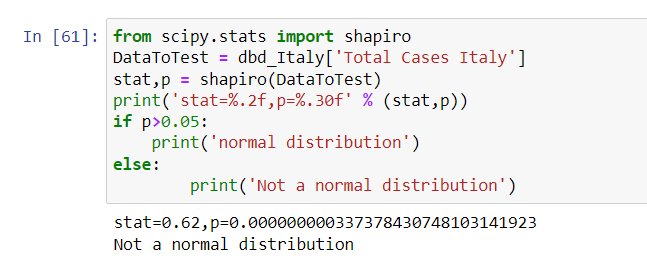 In [61]: from scipy.stats import shapiro
DataToTest = dbd_Italy['Total Cases Italy']
stat,p = shapiro(DataToTest)
print('stat=%.2f,p=%.30f' % (stat,p))
if p>0.05:
    print('normal distribution')
else:
        print('Not a normal distribution')
stat=0.62,p=0.000000000337378430748103141923
Not a normal distribution